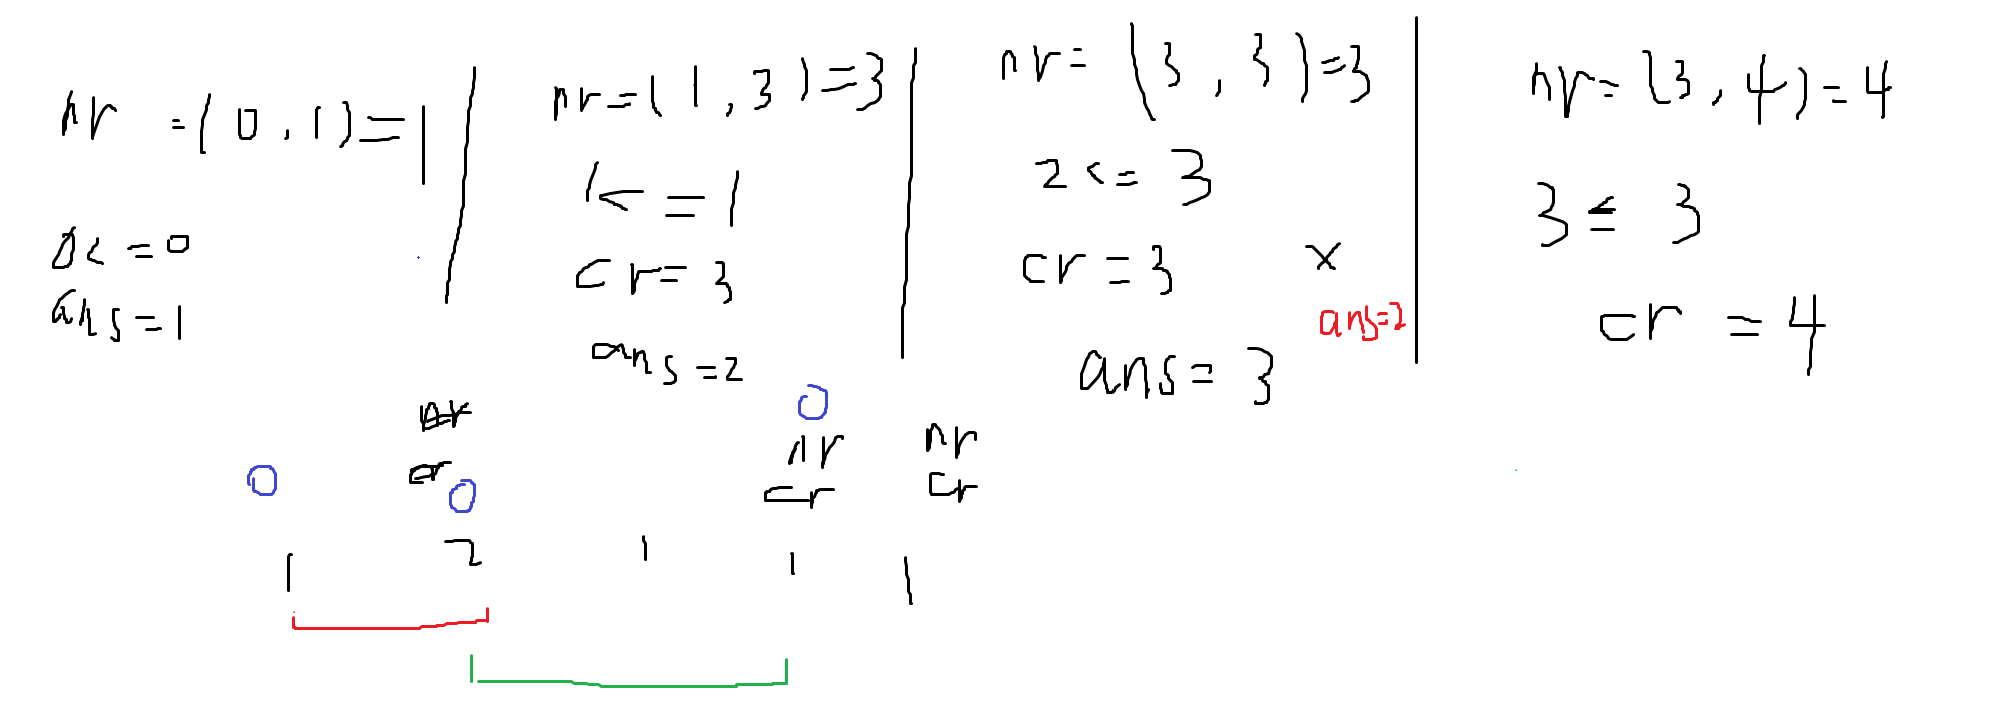 nr = (0, 1) = 1
0 <= 0
ans = 1
nr = (1, 3) = 3
1 <= 1
cr = 3
ans = 2
nr = (3, 3) = 3
2 <= 3
cr = 3 x
ans=2
ans = 3
nr = (3, 4) = 4
3 ≤ 3
cr = 4
nr
cr
0
0
0
nr
cr
nr
cr
1 2 1 1 1